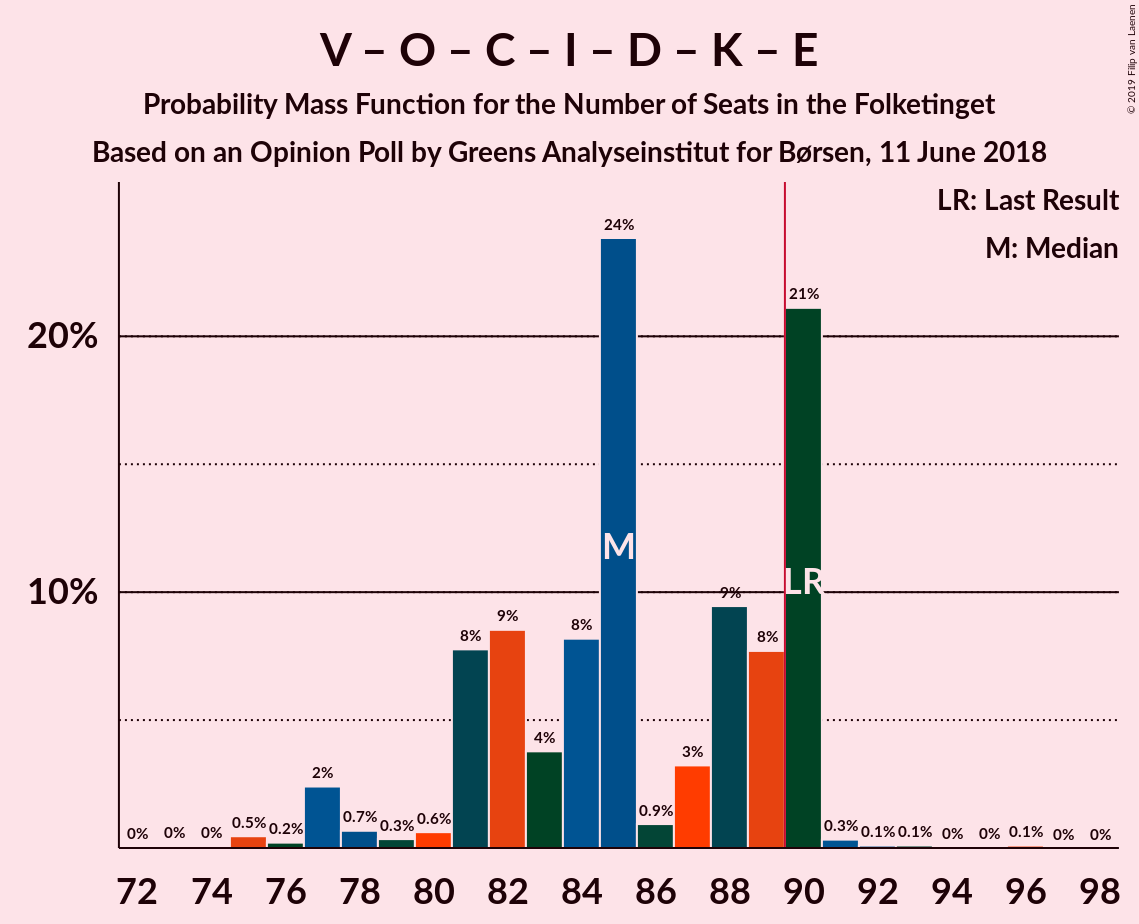 V – O – C – I – D – K – E
Probability Mass Function for the Number of Seats in the Folketinget
Based on an Opinion Poll by Greens Analyseinstitut for Børsen, 11 June 2018
© 2019 Filip van Laenen
LR: Last Result
M: Median
20%
10%
0% 0% 0% 0.5% 0.2% 2% 0.7% 0.3% 0.6% 8% 9% 4% 8% 24% 0.9% 3% 9% 8% 21% 0.3% 0.1% 0.1% 0% 0% 0.1% 0% 0%
M
LR
72 74 76 78 80 82 84 86 88 90 92 94 96 98